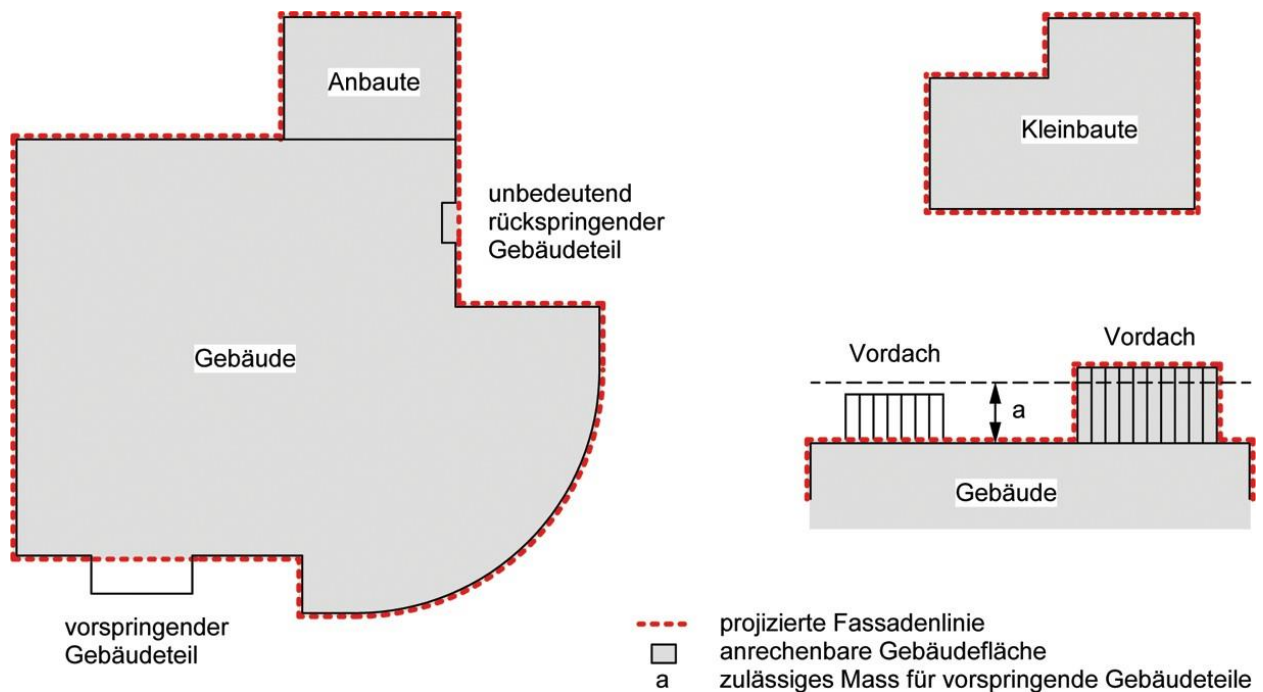 Anbaute
unbedeutend
rückspringender
Gebäudeteil
Gebäude
vorspringender
Gebäudeteil
Kleinbaute
Vordach
Vordach
a
Gebäude
projizierte Fassadenlinie
anrechenbare Gebäudefläche
a zulässiges Mass für vorspringende Gebäudeteile